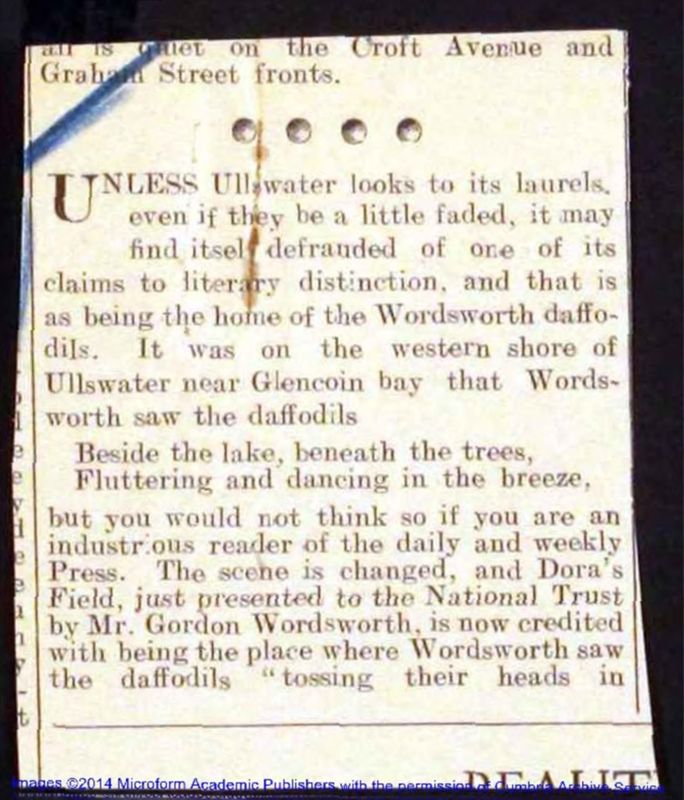 all is quiet on the Croft Avenue and
Graham Street fronts.
UNLESS Ullswater looks to its laurels,
even if they be a little faded, it may
find itself defrauded of one of its
claims to literary distinction, and that is
as being the home of the Wordsworth daffo-
dils. It was on the western shore of
Ullswater near Glencoin bay that Words-
worth saw the daffodils
Beside the lake, beneath the trees,
Fluttering and dancing in the breeze,
but you would not think so if you are an
industrious reader of the daily and weekly
Press. The scene is changed, and Dora's
Field, just presented to the National Trust
by Mr. Gordon Wordsworth, is now credited
with being the place where Wordsworth saw
the daffodils "tossing their heads in
Images ©2014 Microform Academic Publishers with the permission of Cumbria Archive Service